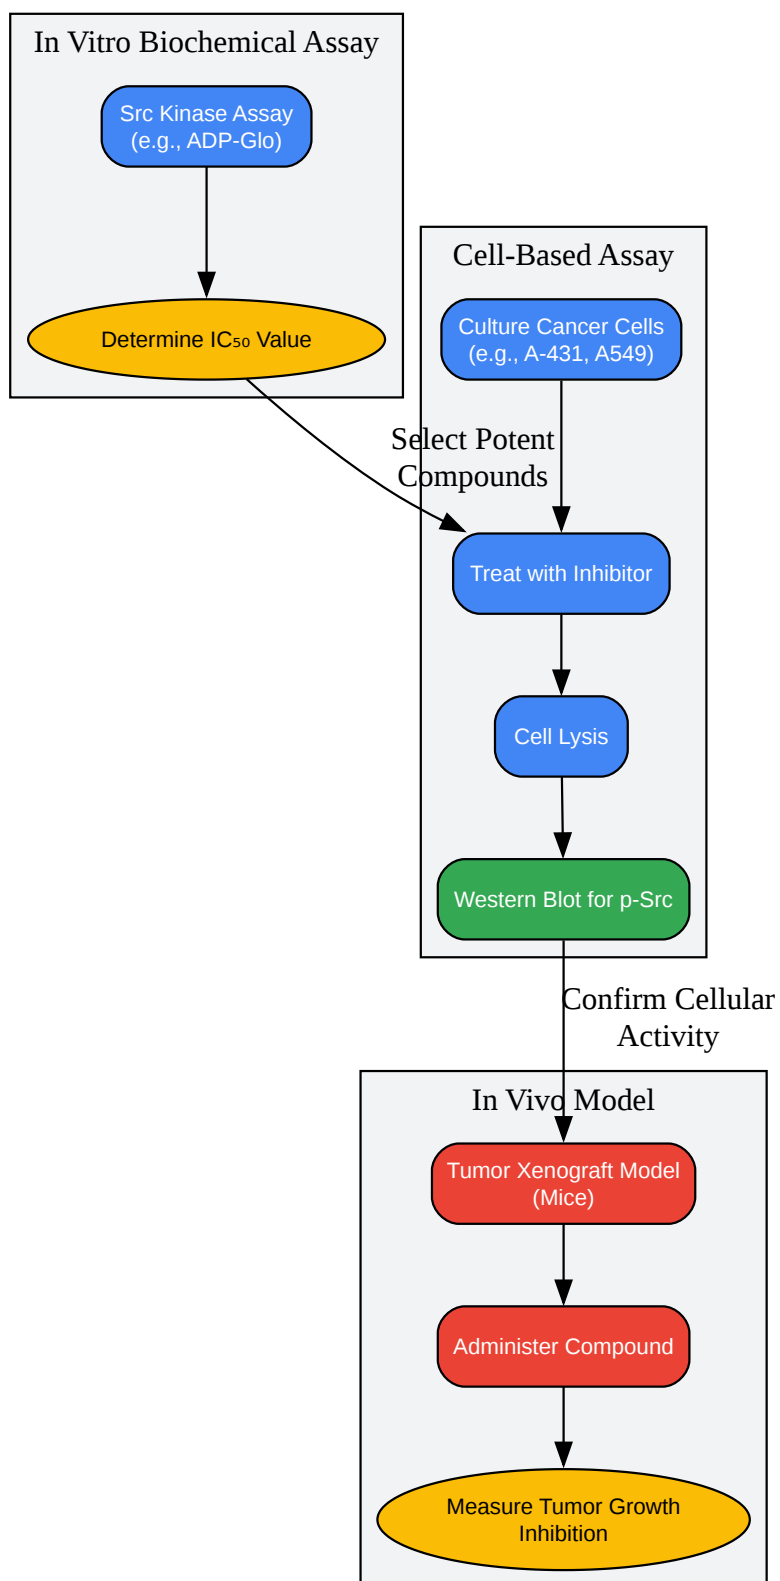 In Vitro Biochemical Assay
Src Kinase Assay
(e.g., ADP-Glo)
Determine IC₅₀ Value
Cell-Based Assay
Culture Cancer Cells
(e.g., A-431, A549)
Select Potent
Compounds
Treat with Inhibitor
Cell Lysis
Western Blot for p-Src
Confirm Cellular
Activity
In Vivo Model
Tumor Xenograft Model
(Mice)
Administer Compound
Measure Tumor Growth
Inhibition